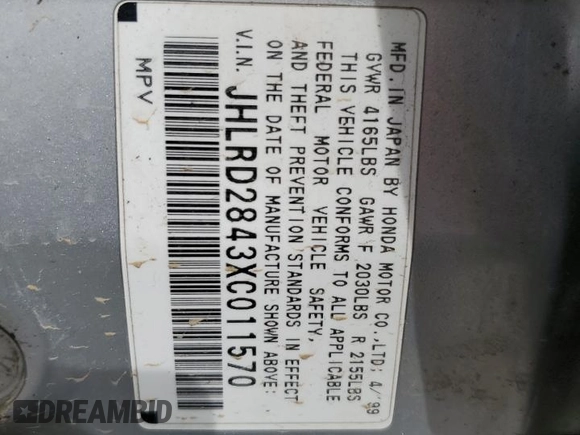 MFD. IN JAPAN BY HONDA MOTOR CO., LTD; 4/'99
GVWR 4165LBS GAWR F 2030LBS R 2155LBS
THIS VEHICLE CONFORMS TO ALL APPLICABLE
FEDERAL MOTOR VEHICLE SAFETY,
AND THEFT PREVENTION STANDARDS IN EFFECT
ON THE DATE OF MANUFACTURE SHOWN ABOVE:
V.I.N JHLRD2843XC011570
MPV
DREAMBID